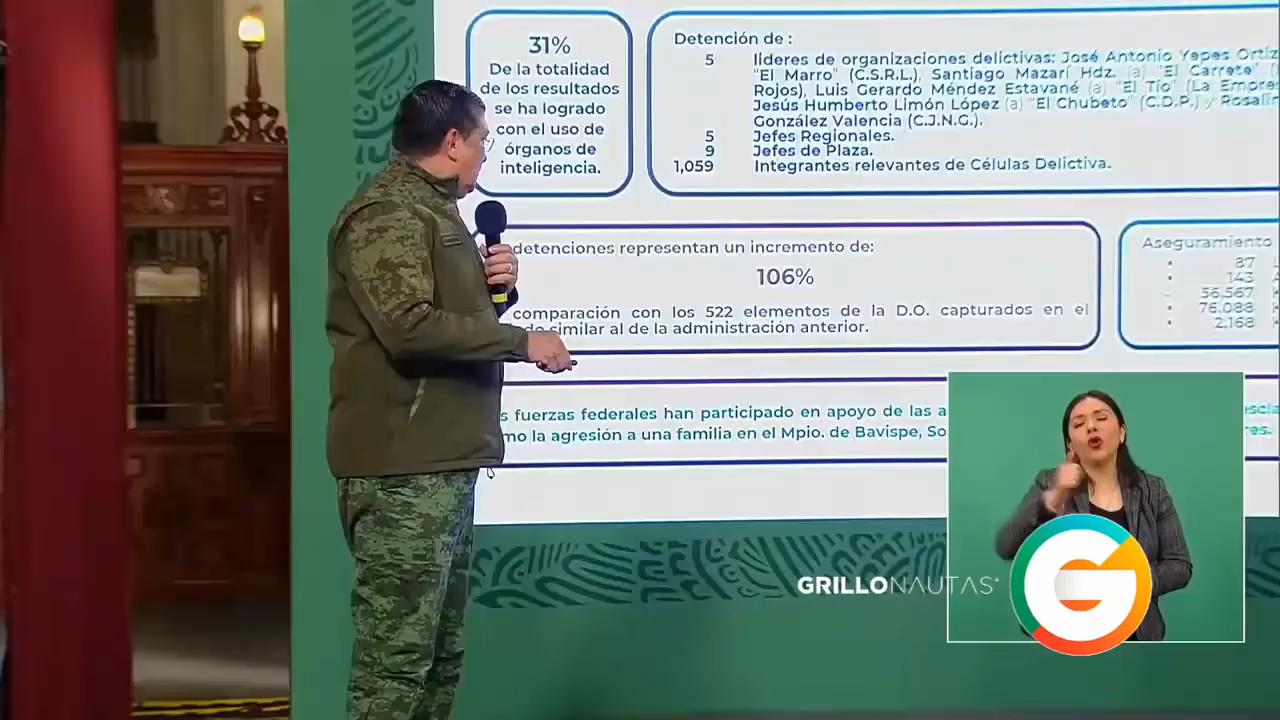 31%
De la totalidad
de los resultados
se ha logrado
con el uso de
órganos de
inteligencia.
Detención de :
5 líderes de organizaciones delictivas: José Antonio Yepes Ortiz
"El Marro" (C.S.R.L.), Santiago Mazarí Hdz. (a) "El Carrete" (
Rojos), Luis Gerardo Méndez Estavané (a) "El Tío" (La Empre
Jesús Humberto Limón López (a) "El Chubeto" (C.D.P.) y Rosalin
González Valencia (C.J.N.G.).
5 Jefes Regionales.
9 Jefes de Plaza.
1,059 Integrantes relevantes de Células Delictiva.
detenciones representan un incremento de:
106%
comparación con los 522 elementos de la D.O. capturados en el
do similar al de la administración anterior.
Aseguramiento
• 87
• 143
• 56,567
• 76,088
• 2,168
s fuerzas federales han participado en apoyo de las a
mo la agresión a una familia en el Mpio. de Bavispe, So
res.
GRILLONAUTAS
G